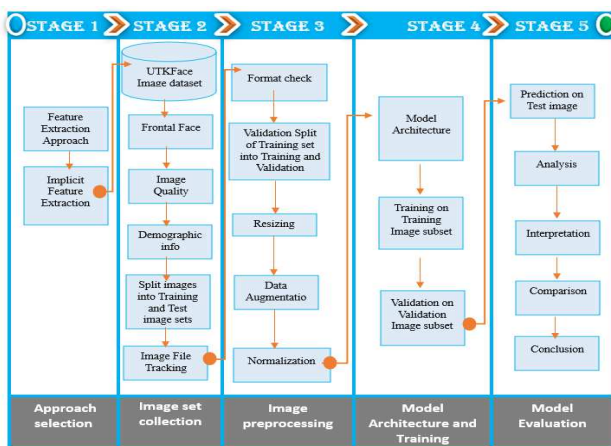 STAGE 1
STAGE 2
STAGE 3
STAGE 4
STAGE 5
Feature
Extraction
Approach
Implicit
Feature
Extraction
UTKFace
Image dataset
Frontal Face
Image
Quality
Demographic
info
Split images
into Training
and Test
image sets
Image File
Tracking
Format check
Validation Split
of Training set
into Training and
Validation
Resizing
Data
Augmentatio
Normalization
Model
Architecture
Training on
Training
Image subset
Validation on
Validation
Image subset
Prediction on
Test image
Analysis
Interpretation
Comparison
Conclusion
Approach
selection
Image set
collection
Image
preprocessing
Model
Architecture and
Training
Model
Evaluation